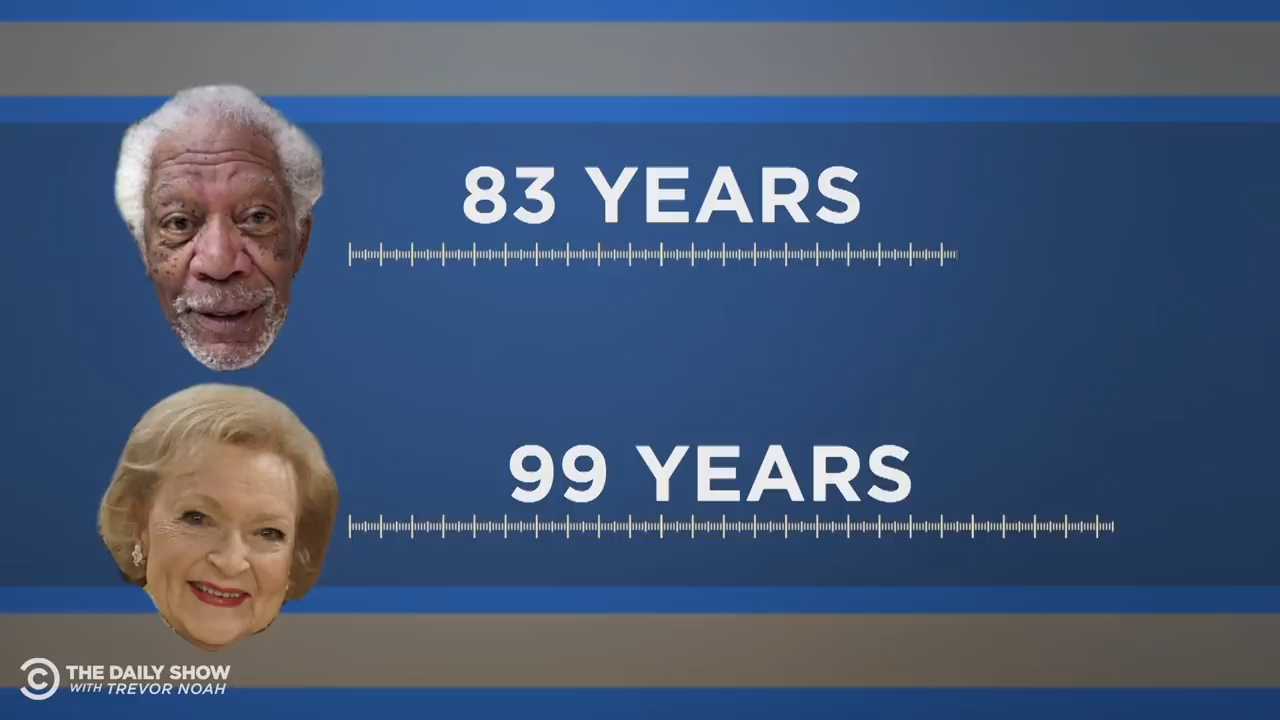 83 YEARS
99 YEARS
THE DAILY SHOW
WITH TREVOR NOAH